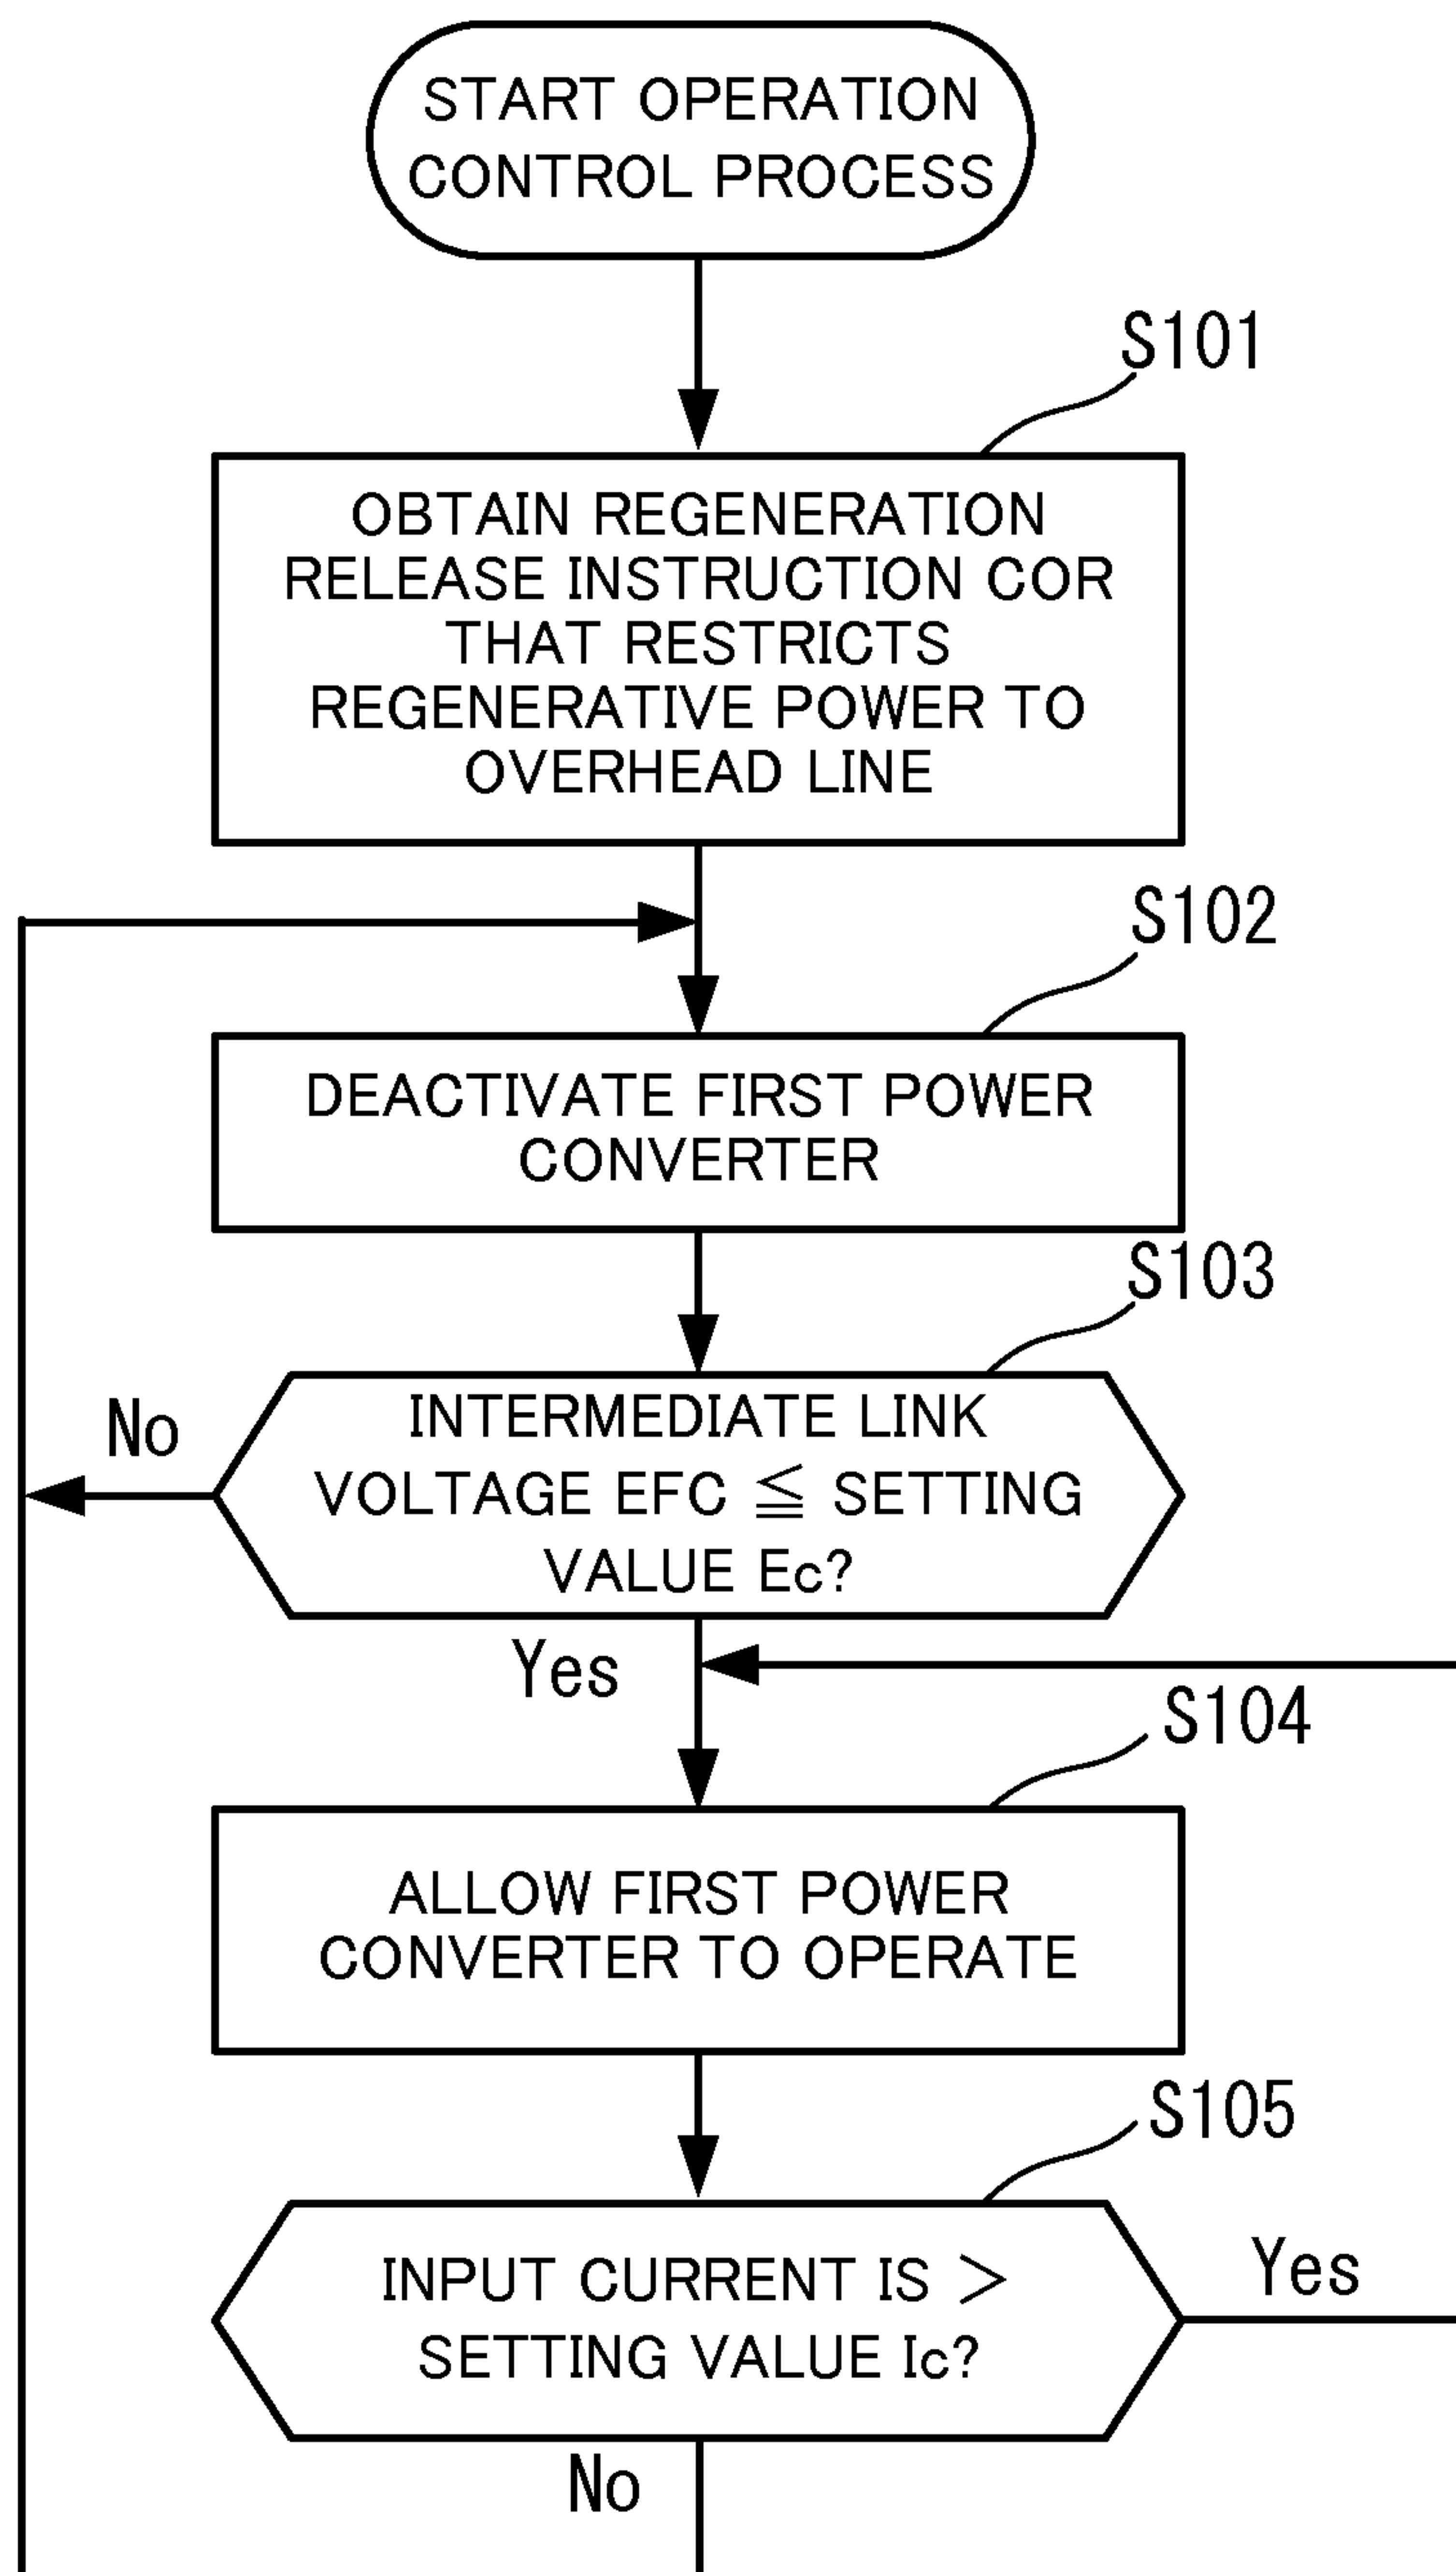 START OPERATION
CONTROL PROCESS
S101
OBTAIN REGENERATION
RELEASE INSTRUCTION COR
THAT RESTRICTS
REGENERATIVE POWER TO
OVERHEAD LINE
S102
DEACTIVATE FIRST POWER
CONVERTER
S103
No
INTERMEDIATE LINK
VOLTAGE EFC ≦ SETTING
VALUE Ec?
Yes
S104
ALLOW FIRST POWER
CONVERTER TO OPERATE
S105
INPUT CURRENT IS >
SETTING VALUE Ic?
Yes
No